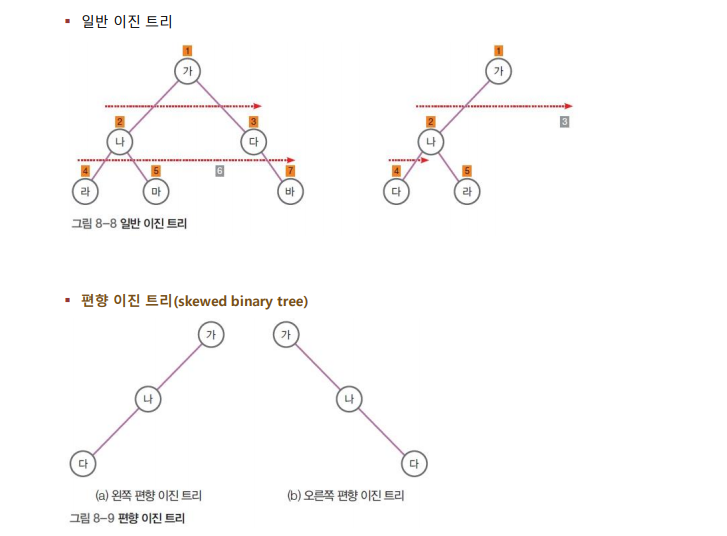 ▪ 일반 이진 트리
1 1
가 가
2 3 2 3
나 다 나
4 5 6 7 4 5
라 마 바 다 라
그림 8-8 일반 이진 트리
▪ 편향 이진 트리(skewed binary tree)
가 가
나 나
다 다
(a) 왼쪽 편향 이진 트리 (b) 오른쪽 편향 이진 트리
그림 8-9 편향 이진 트리